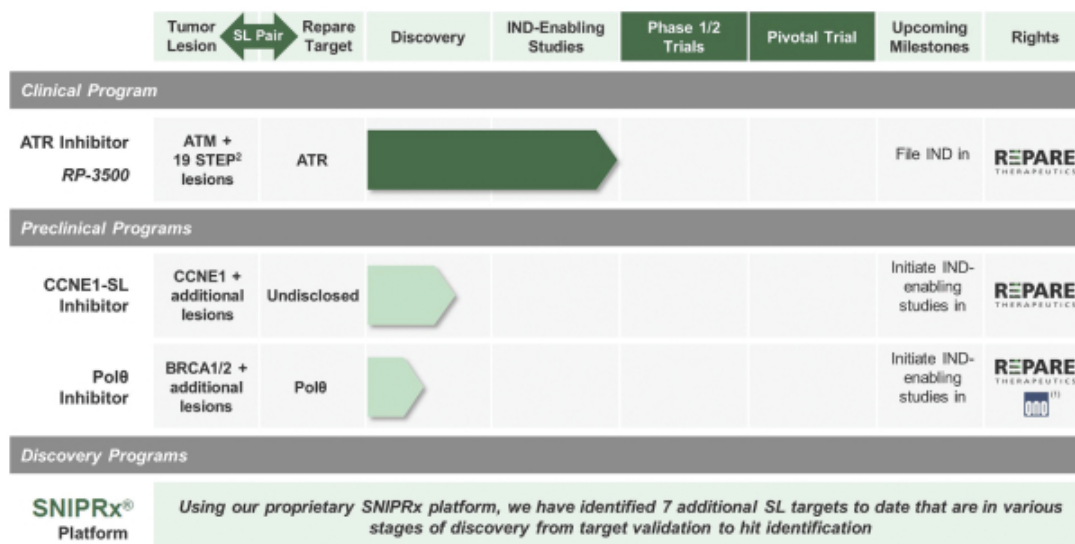 Tumor Lesion
SL Pair
Repare Target
Discovery
IND-Enabling Studies
Phase 1/2 Trials
Pivotal Trial
Upcoming Milestones
Rights
Clinical Program
ATR Inhibitor
RP-3500
ATM +
19 STEP²
lesions
ATR
File IND in
REPARE
THERAPEUTICS
Preclinical Programs
CCNE1-SL
Inhibitor
CCNE1 +
additional
lesions
Undisclosed
Initiate IND-
enabling
studies in
REPARE
THERAPEUTICS
Polθ
Inhibitor
BRCA1/2 +
additional
lesions
Polθ
Initiate IND-
enabling
studies in
REPARE
THERAPEUTICS
ono (1)
Discovery Programs
SNIPRx®
Platform
Using our proprietary SNIPRx platform, we have identified 7 additional SL targets to date that are in various
stages of discovery from target validation to hit identification